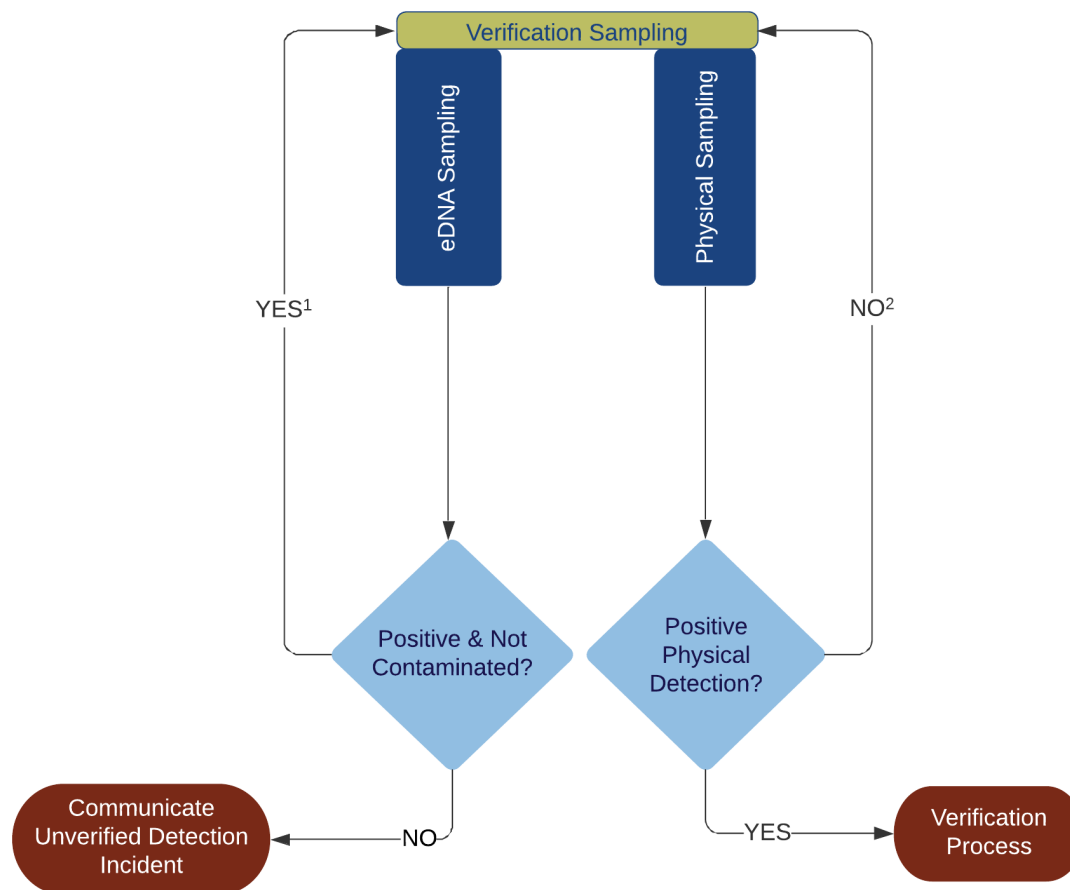 Verification Sampling
eDNA Sampling
Physical Sampling
YES¹
NO²
Positive & Not
Contaminated?
Positive
Physical
Detection?
Communicate
Unverified Detection
Incident
NO
YES
Verification
Process